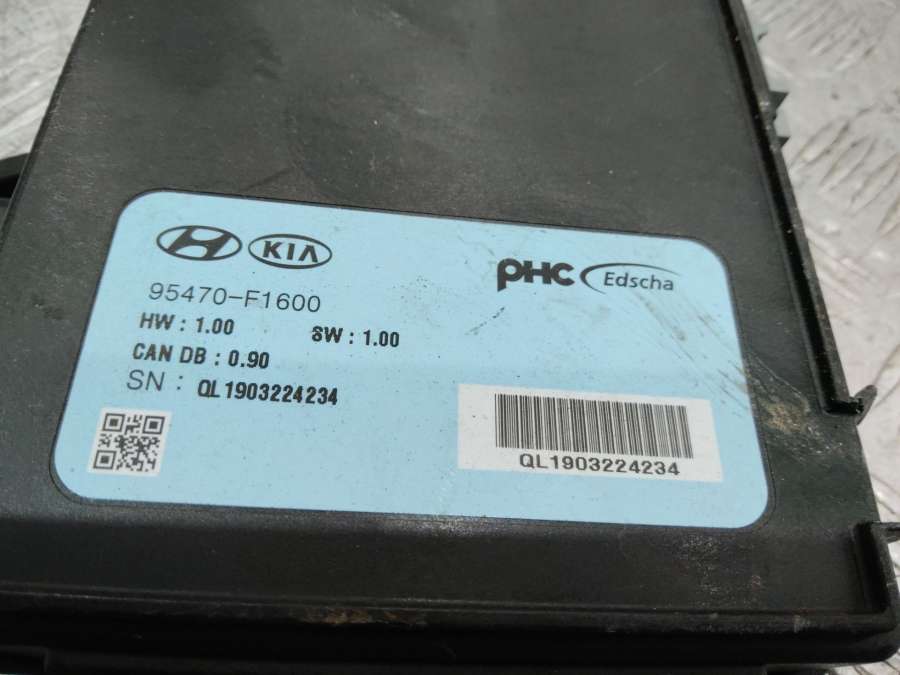 KIA
PHC Edscha
95470-F1600
HW : 1.00 SW : 1.00
CAN DB : 0.90
SN : QL1903224234
QL1903224234